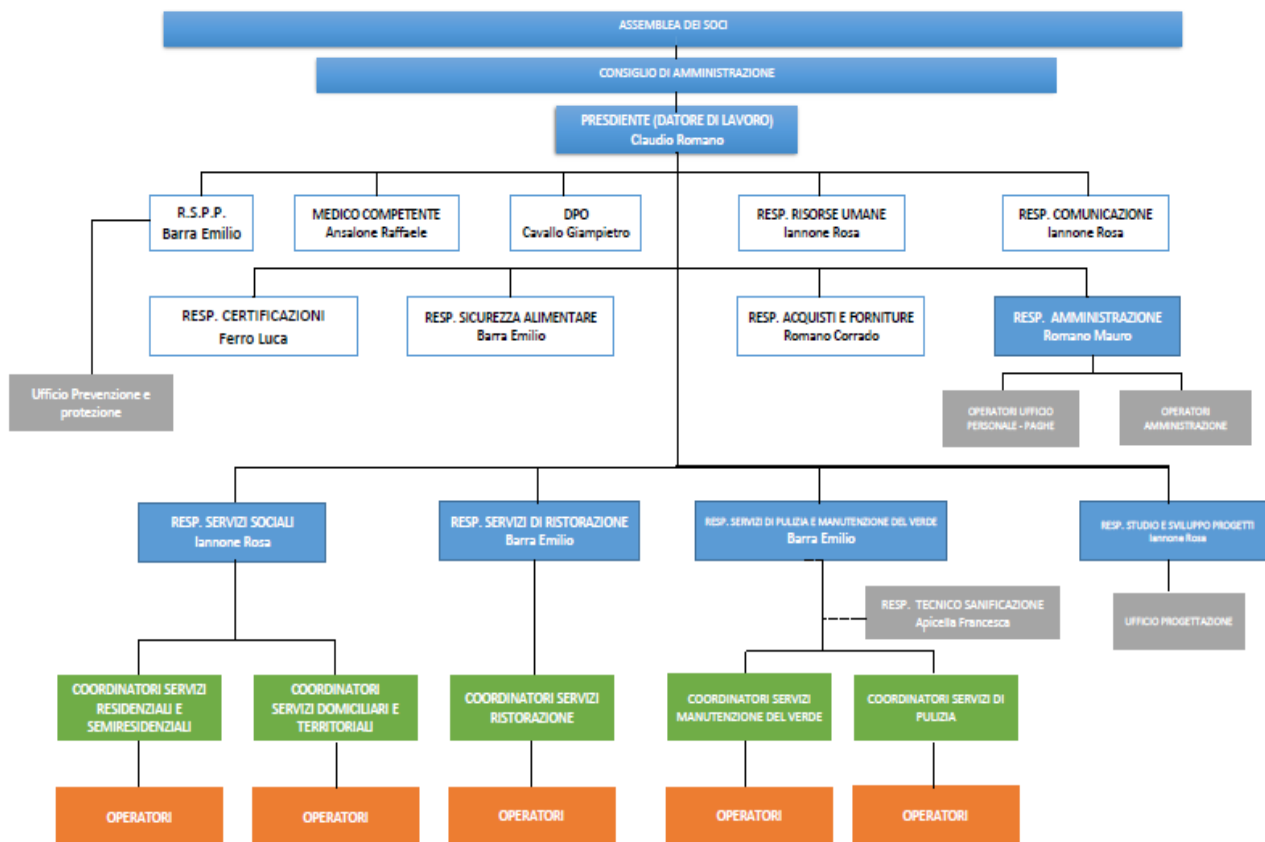 ASSEMBLEA DEI SOCI
CONSIGLIO DI AMMINISTRAZIONE
PRESDIENTE (DATORE DI LAVORO)
Claudio Romano
R.S.P.P.
Barra Emilio
MEDICO COMPETENTE
Ansalone Raffaele
DPO
Cavallo Giampietro
RESP. RISORSE UMANE
Iannone Rosa
RESP. COMUNICAZIONE
Iannone Rosa
RESP. CERTIFICAZIONI
Ferro Luca
RESP. SICUREZZA ALIMENTARE
Barra Emilio
RESP. ACQUISTI E FORNITURE
Romano Corrado
RESP. AMMINISTRAZIONE
Romano Mauro
Ufficio Prevenzione e
protezione
OPERATORI UFFICIO
PERSONALE - PAGHE
OPERATORI
AMMINISTRAZIONE
RESP. SERVIZI SOCIALI
Iannone Rosa
RESP. SERVIZI DI RISTORAZIONE
Barra Emilio
RESP. SERVIZI DI PULIZIA E MANUTENZIONE DEL VERDE
Barra Emilio
RESP. STUDIO E SVILUPPO PROGETTI
Iannone Rosa
RESP. TECNICO SANIFICAZIONE
Apicella Francesca
UFFICIO PROGETTAZIONE
COORDINATORI SERVIZI
RESIDENZIALI E
SEMIRESIDENZIALI
COORDINATORI
SERVIZI DOMICILIARI E
TERRITORIALI
COORDINATORI SERVIZI
RISTORAZIONE
COORDINATORI SERVIZI
MANUTENZIONE DEL VERDE
COORDINATORI SERVIZI DI
PULIZIA
OPERATORI
OPERATORI
OPERATORI
OPERATORI
OPERATORI